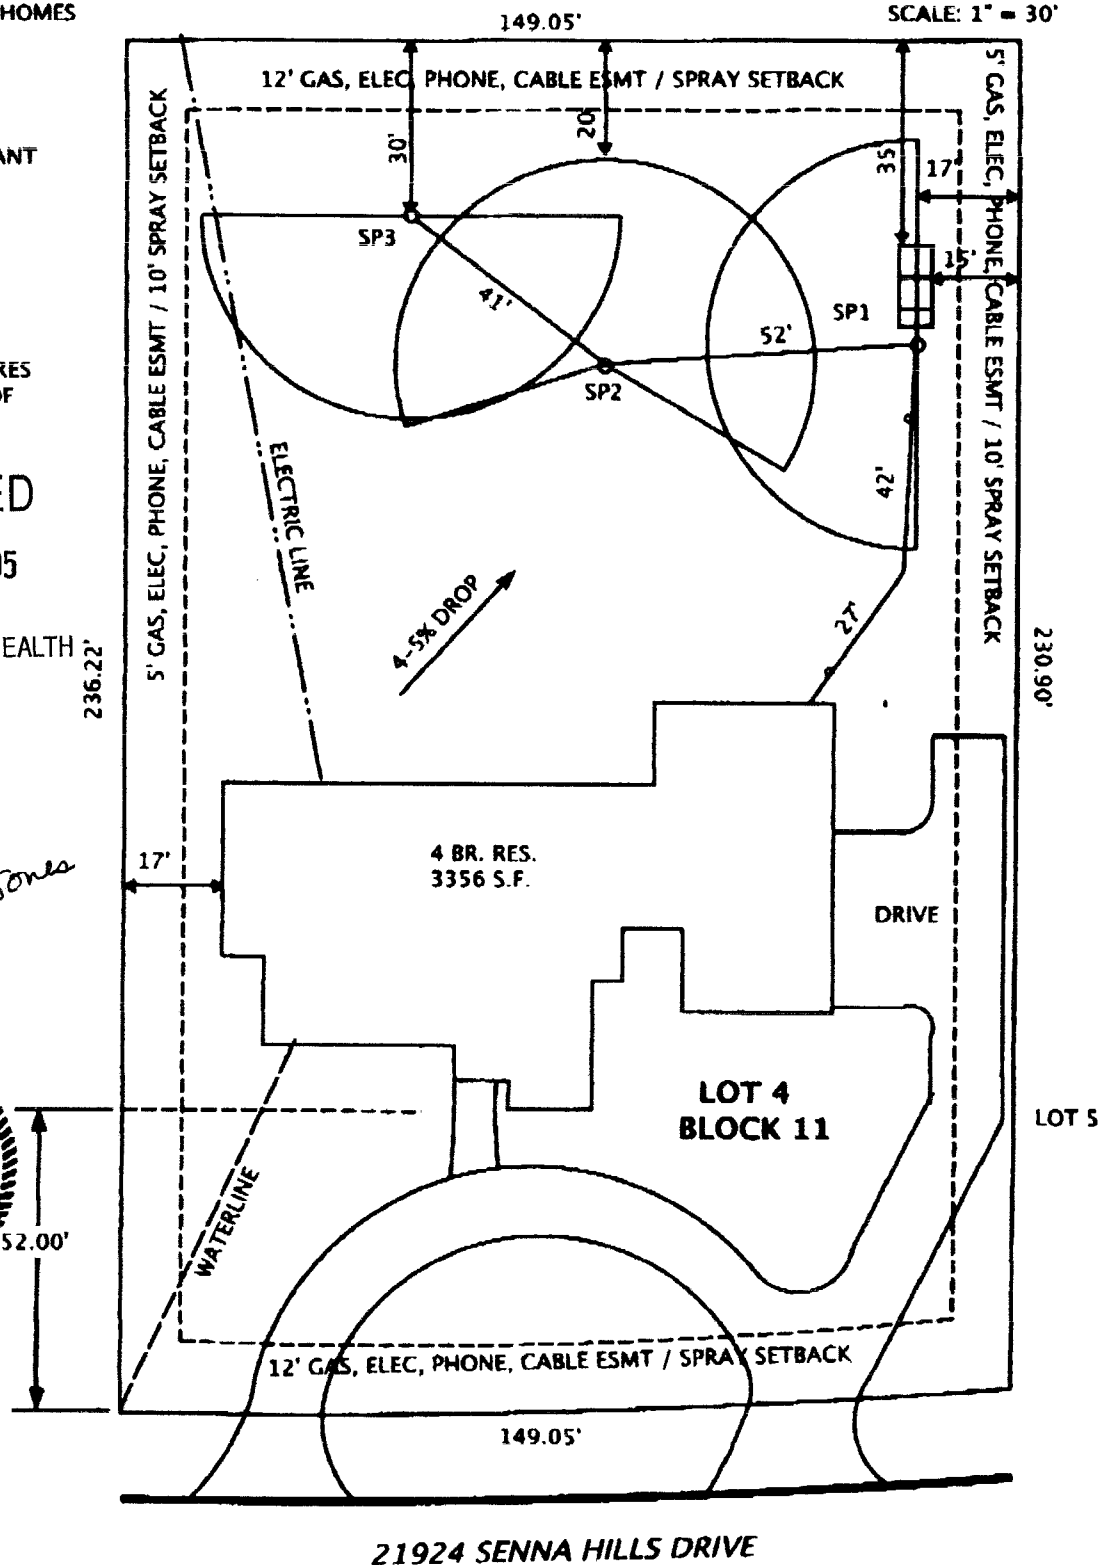 HOMES
149.05'
SCALE: 1" = 30'
12' GAS, ELEC, PHONE, CABLE ESMT / SPRAY SETBACK
5' GAS, ELEC, PHONE, CABLE ESMT / 10' SPRAY SETBACK
5' GAS, ELEC, PHONE, CABLE ESMT / 10' SPRAY SETBACK
30'
20'
35'
17'
15'
SP3
41'
SP1
52'
SP2
42'
ELECTRIC LINE
4-5% DROP
27'
EALTH
236.22'
230.90'
17'
4 BR. RES.
3356 S.F.
Jones
DRIVE
LOT 4
BLOCK 11
LOT 5
WATERLINE
52.00'
12' GAS, ELEC, PHONE, CABLE ESMT / SPRAY SETBACK
149.05'
21924 SENNA HILLS DRIVE